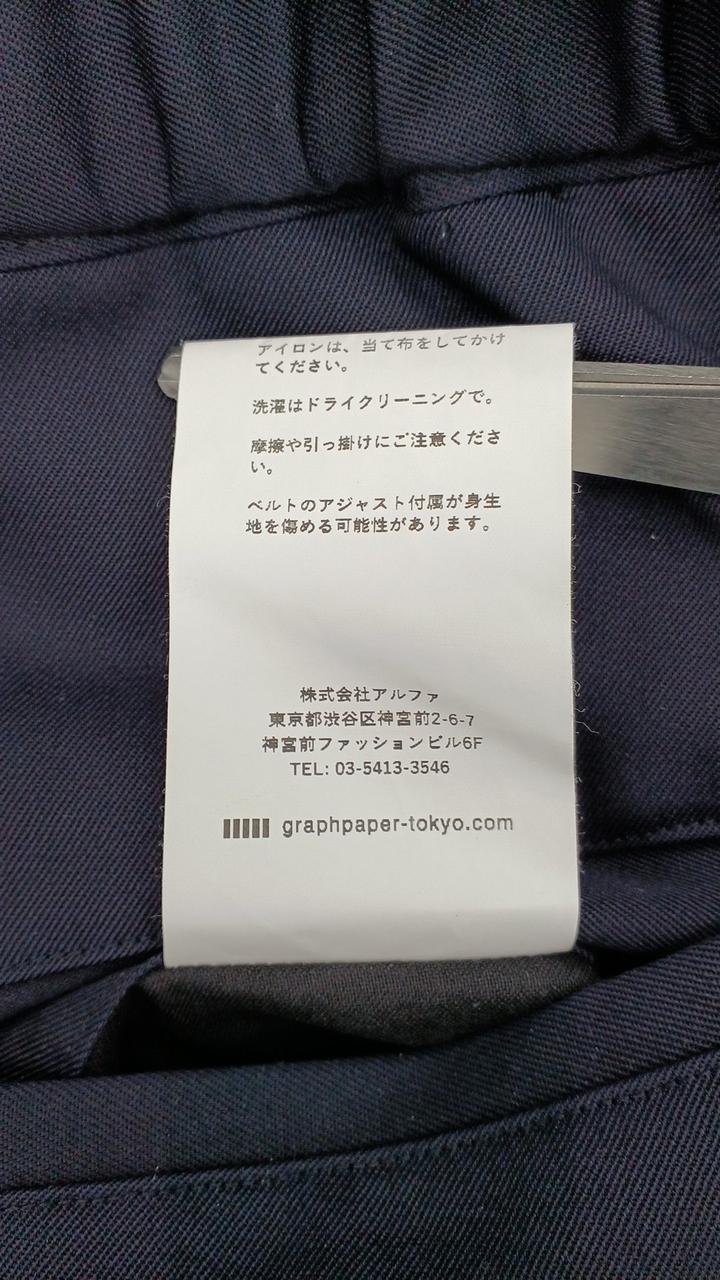 アイロンは、当て布をしてかけ
てください。
洗濯はドライクリーニングで。
摩擦や引っ掛けにご注意くださ
い。
ベルトのアジャスト付属が身生
地を傷める可能性があります。
株式会社アルファ
東京都渋谷区神宮前2-6-7
神宮前ファッションビル6F
TEL: 03-5413-3546
graphpaper-tokyo.com